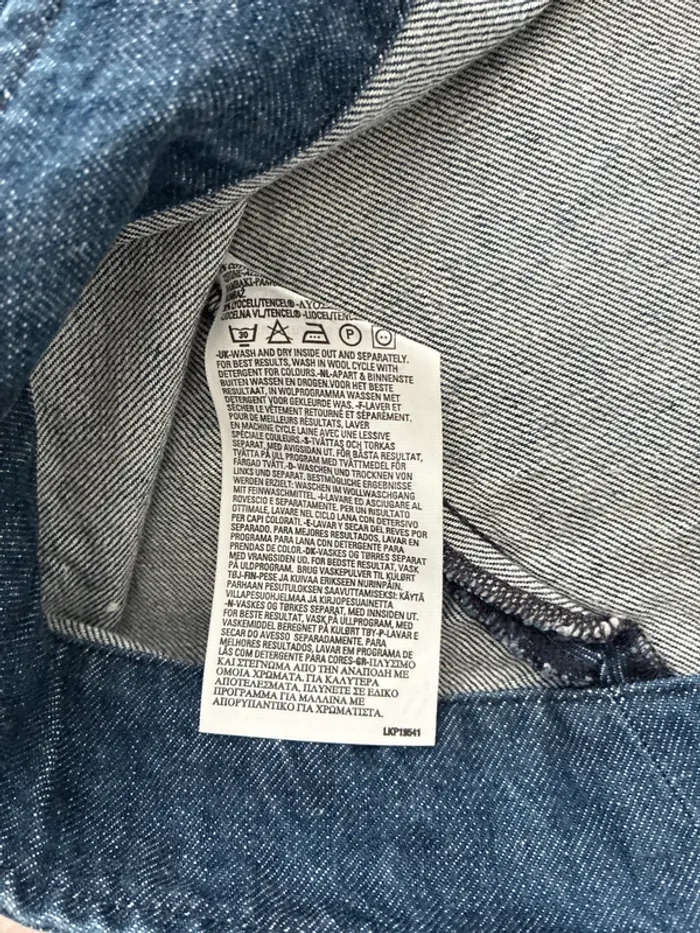 LYOCELL/TENCEL®
30
P
-UK-WASH AND DRY INSIDE OUT AND SEPARATELY.
FOR BEST RESULTS, WASH IN WOOL CYCLE WITH
DETERGENT FOR COLOURS.-NL-APART & BINNENSTE
BUITEN WASSEN EN DROGEN.VOOR HET BESTE
RESULTAAT, IN WOLPROGRAMMA WASSEN MET
DETERGENT VOOR GEKLEURDE WAS.-F-LAVER ET
SÉCHER LE VÊTEMENT RETOURNÉ ET SÉPARÉMENT.
POUR DE MEILLEURS RÉSULTATS, LAVER
EN MACHINE CYCLE LAINE AVEC UNE LESSIVE
SPÉCIALE COULEURS.-S-TVÄTTAS OCH TORKAS
SEPARAT, MED AVIGSIDAN UT. FÖR BÄSTA RESULTAT,
TVÄTTA PÅ ULL PROGRAM MED TVÄTTMEDEL FÖR
FÄRGAD TVÄTT.-D-WASCHEN UND TROCKNEN VON
LINKS UND SEPARAT. BESTMÖGLICHE ERGEBNISSE
WERDEN ERZIELT: WASCHEN IM WOLLWASCHGANG
MIT FEINWASCHMITTEL.-I-LAVARE ED ASCIUGARE AL
ROVESCIO E SEPARATAMENTE. PER UN RISULTATO
OTTIMALE, LAVARE NEL CICLO LANA CON DETERSIVO
PER CAPI COLORATI.-E-LAVAR Y SECAR DEL REVES POR
SEPARADO. PARA MEJORES RESULTADOS, LAVAR EN
PROGRAMA PARA LANA CON DETERGENTE PARA
PRENDAS DE COLOR.-DK-VASKES OG TØRRES SEPARAT
MED VRANGSIDEN UD. FOR BEDSTE RESULTAT, VASK
PÅ ULDPROGRAM. BRUG VASKEPULVER TIL KULØRT
TØJ-FIN-PESE JA KUIVAA ERIKSEEN NURINPÄIN.
PARHAAN PESUTULOKSEN SAAVUTTAMISEKSI: KÄYTÄ
VILLAPESUOHJELMAA JA KIRJOPESUAINETTA
-N-VASKES OG TØRKES SEPARAT, MED INNSIDEN UT.
FOR BESTE RESULTAT, VASK PÅ ULLPROGRAM, MED
VASKEMIDDEL BEREGNET PÅ KULØRT TØY-P-LAVAR E
SECAR DO AVESSO SEPARADAMENTE. PARA
MELHORES RESULTADOS, LAVAR EM PROGRAMA DE
LÃS COM DETERGENTE PARA CORES-GR-ΠΛΥΣΙΜΟ
ΚΑΙ ΣΤΕΓΝΩΜΑ ΑΠΟ ΤΗΝ ΑΝΑΠΟΔΗ ΜΕ
ΟΜΟΙΑ ΧΡΩΜΑΤΑ. ΓΙΑ ΚΑΛΥΤΕΡΑ
ΑΠΟΤΕΛΕΣΜΑΤΑ, ΠΛΥΝΕΤΕ ΣΕ ΕΔΙΚΟ
ΠΡΟΓΡΑΜΜΑ ΓΙΑ ΜΑΛΛΙΝΑ ΜΕ
ΑΠΟΡΥΠΑΝΤΙΚΟ ΓΙΑ ΧΡΩΜΑΤΙΣΤΑ.
LKP19541